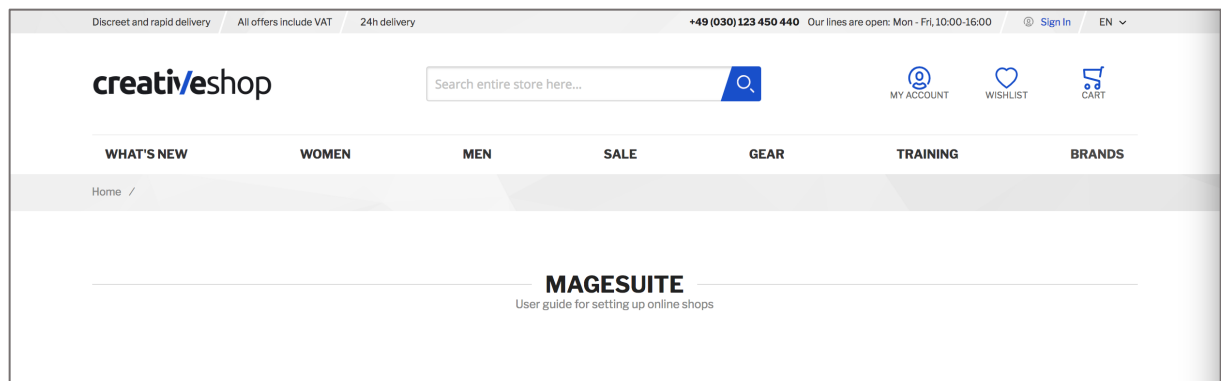 Discreet and rapid delivery All offers include VAT 24h delivery +49 (030) 123 450 440 Our lines are open: Mon - Fri, 10:00-16:00 Sign In EN
creativeshop
Search entire store here...
MY ACCOUNT WISHLIST CART
WHAT'S NEW WOMEN MEN SALE GEAR TRAINING BRANDS
Home /
MAGESUITE
User guide for setting up online shops